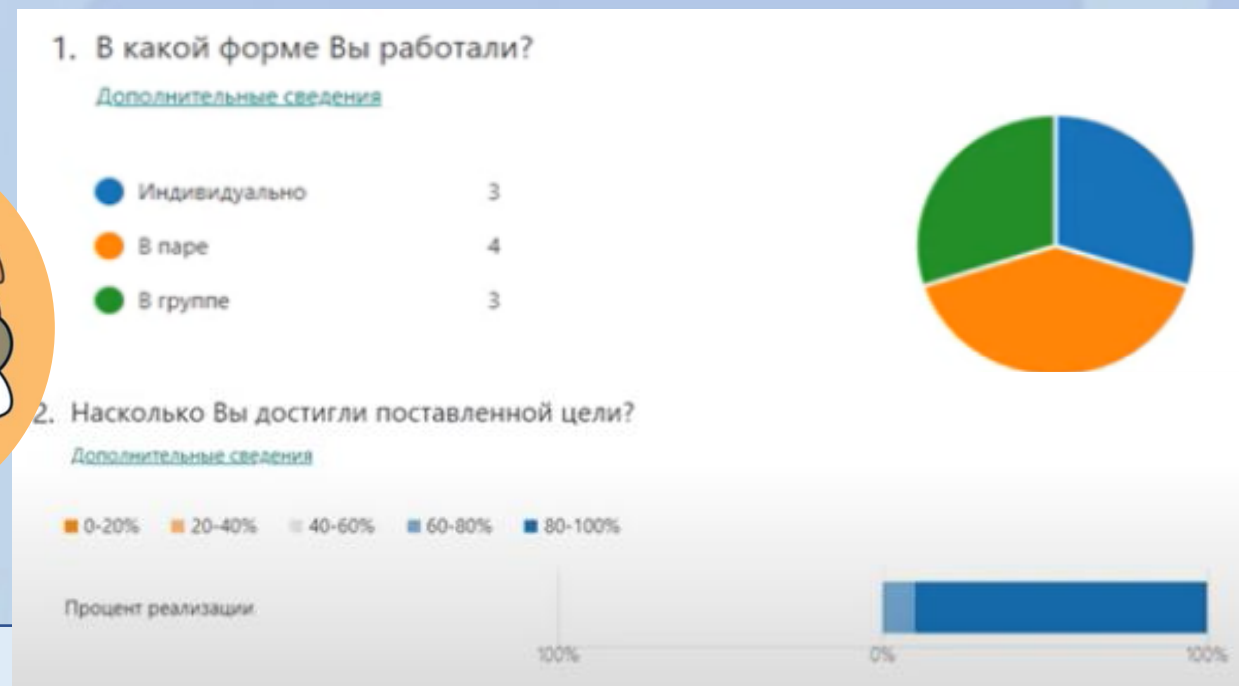 1. В какой форме Вы работали?
Дополнительные сведения
Индивидуально 3
В паре 4
В группе 3
2. Насколько Вы достигли поставленной цели?
Дополнительные сведения
0-20% 20-40% 40-60% 60-80% 80-100%
Процент реализации
100% 0% 100%